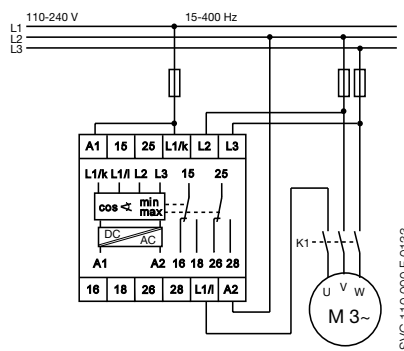 110-240 V 15-400 Hz
L1
L2
L3
A1 15 25 L1/k L2 L3
L1/k L1/l L2 L3 15 25
cos ∢ min
max
DC
AC
A1 A2 16 18 26 28
16 18 26 28 L1/l A2
K1
U V W
M 3~